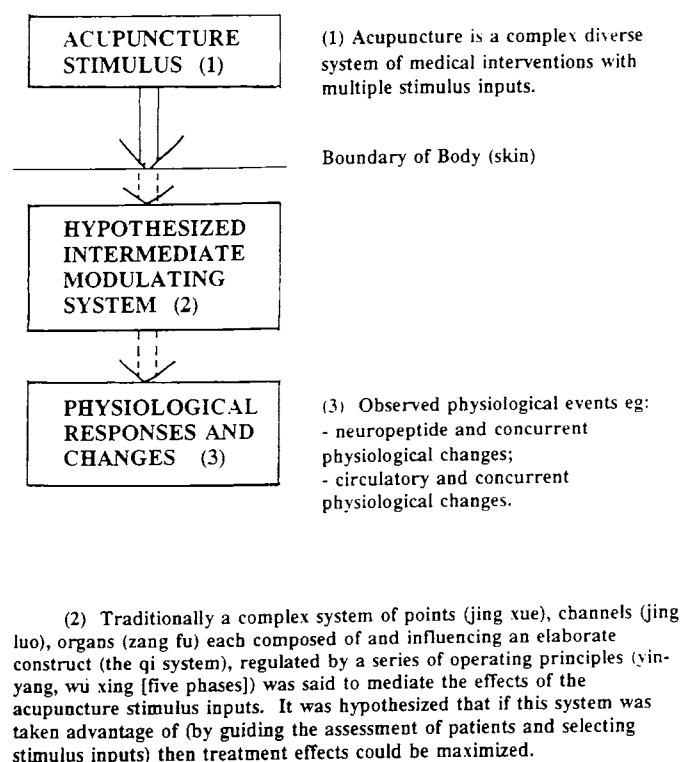 ACUPUNCTURE
STIMULUS (1)
(1) Acupuncture is a complex diverse
system of medical interventions with
multiple stimulus inputs.
Boundary of Body (skin)
HYPOTHESIZED
INTERMEDIATE
MODULATING
SYSTEM (2)
PHYSIOLOGICAL
RESPONSES AND
CHANGES (3)
(3) Observed physiological events eg:
- neuropeptide and concurrent
physiological changes;
- circulatory and concurrent
physiological changes.
(2) Traditionally a complex system of points (jing xue), channels (jing
luo), organs (zang fu) each composed of and influencing an elaborate
construct (the qi system), regulated by a series of operating principles (yin-
yang, wu xing [five phases]) was said to mediate the effects of the
acupuncture stimulus inputs. It was hypothesized that if this system was
taken advantage of (by guiding the assessment of patients and selecting
stimulus inputs) then treatment effects could be maximized.